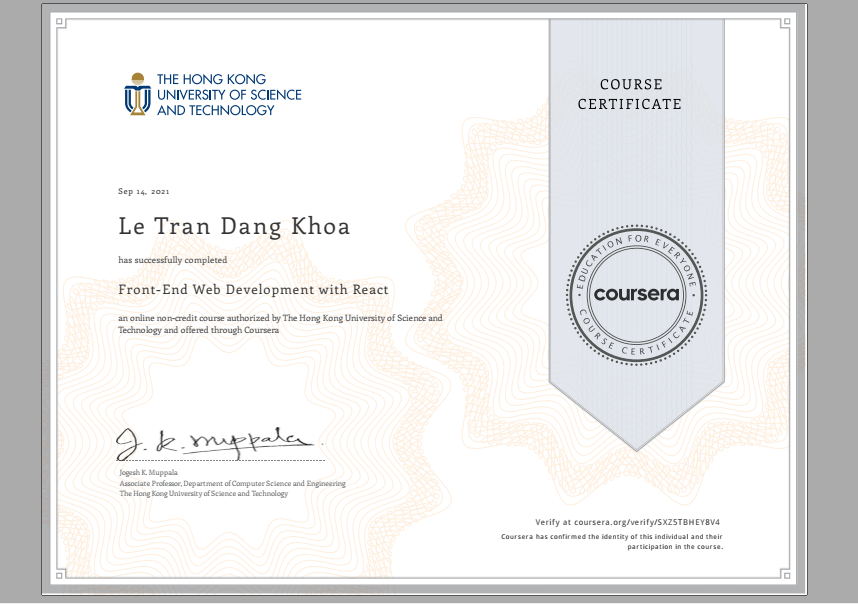 THE HONG KONG
UNIVERSITY OF SCIENCE
AND TECHNOLOGY
COURSE
CERTIFICATE
Sep 14, 2021
Le Tran Dang Khoa
has successfully completed
Front-End Web Development with React
an online non-credit course authorized by The Hong Kong University of Science and
Technology and offered through Coursera
EDUCATION FOR EVERYONE
coursera
COURSE CERTIFICATE
J. K. Muppala
Jogesh K. Muppala
Associate Professor, Department of Computer Science and Engineering
The Hong Kong University of Science and Technology
Verify at coursera.org/verify/SXZ5TBHEY8V4
Coursera has confirmed the identity of this individual and their
participation in the course.